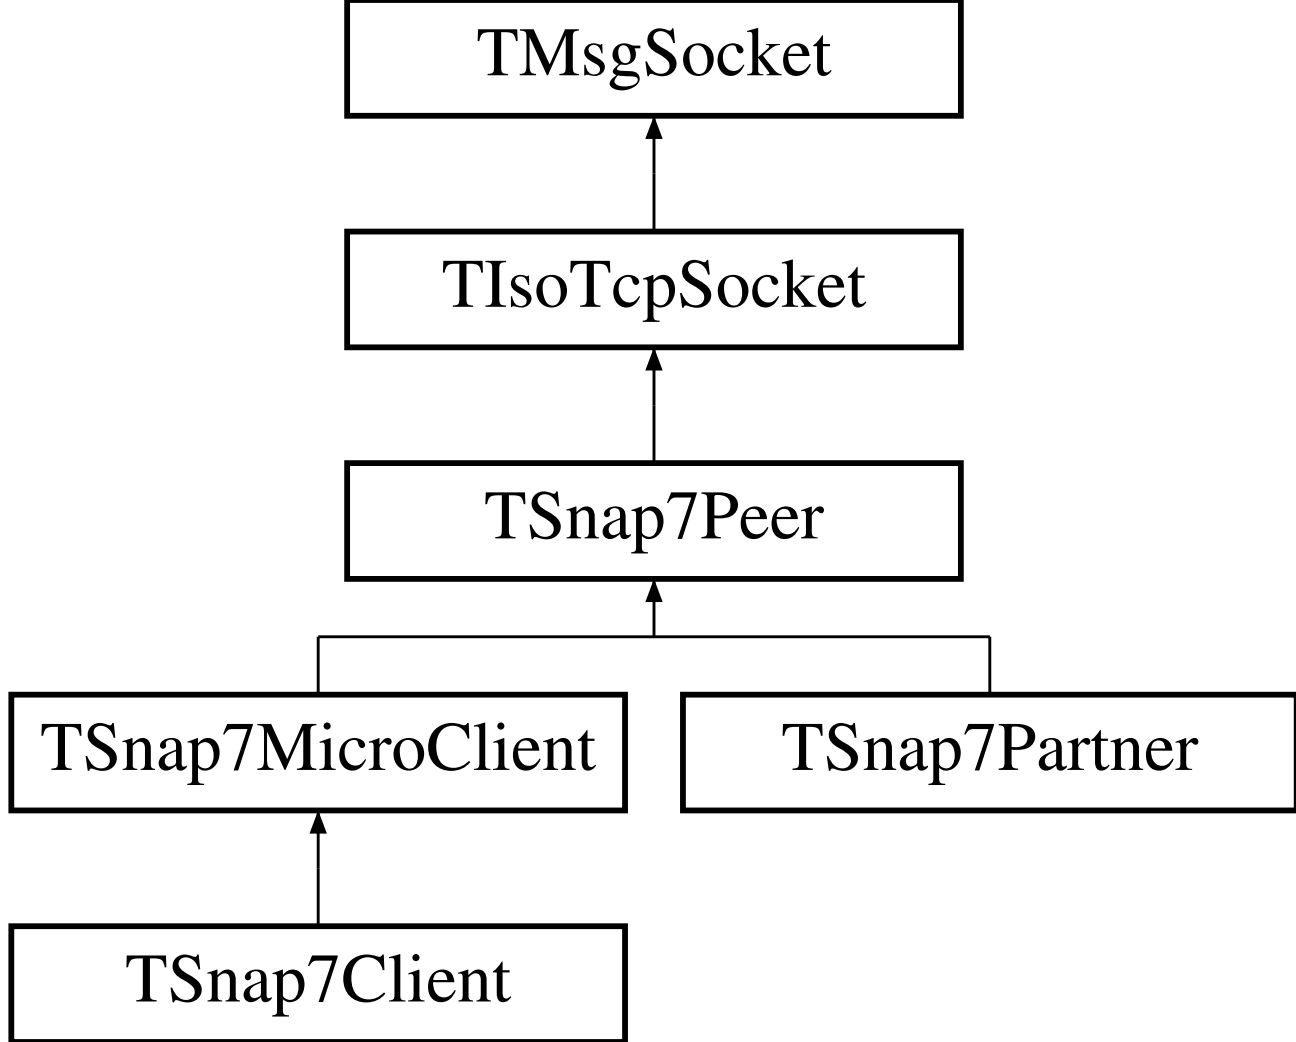 TMsgSocket
TIsoTcpSocket
TSnap7Peer
TSnap7MicroClient
TSnap7Partner
TSnap7Client